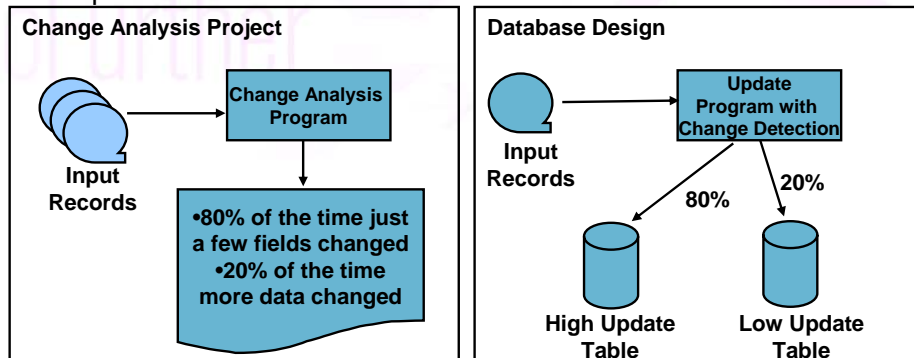 Change Analysis Project
of further
Change Analysis
Program
Input
Records
•80% of the time just
a few fields changed
•20% of the time
more data changed
Database Design
Update
Program with
Change Detection
Input
Records
80%
20%
High Update
Table
Low Update
Table